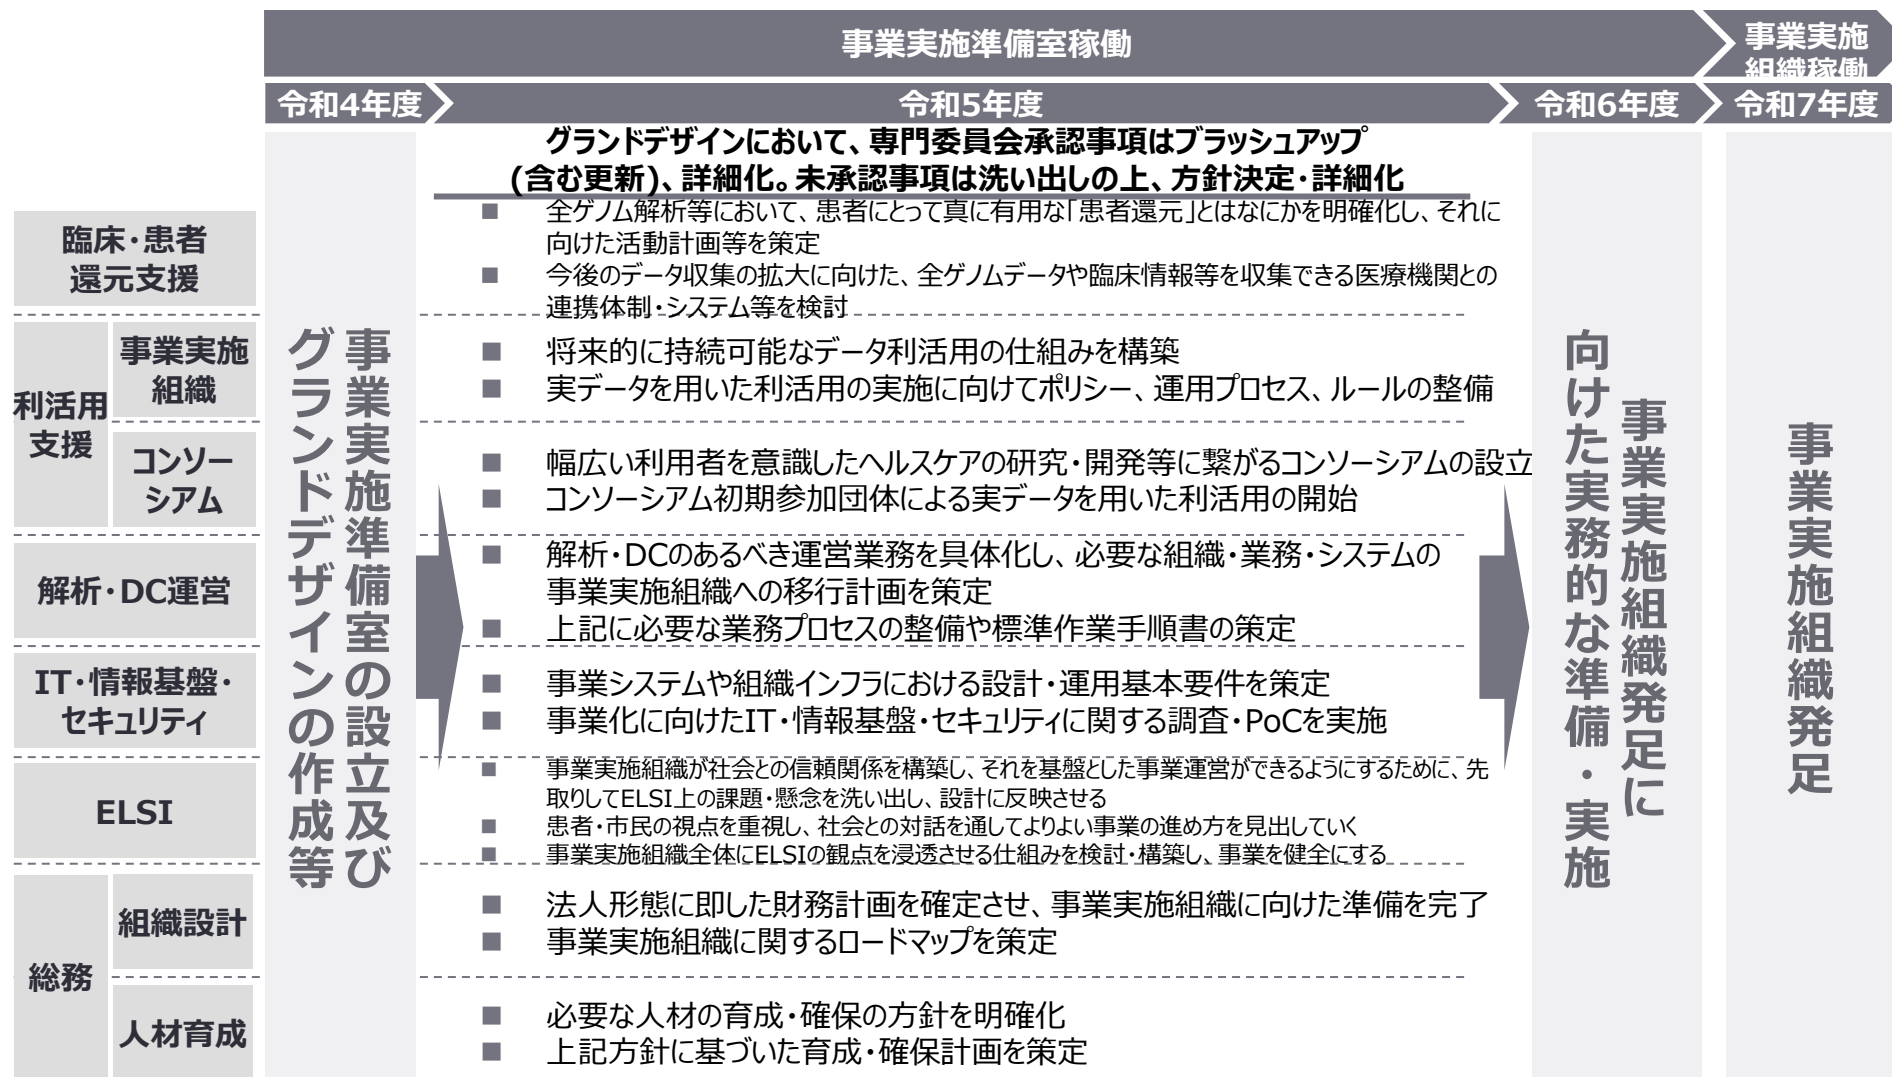 事業実施準備室稼働
事業実施
組織稼働
令和4年度
令和5年度
令和6年度
令和7年度
グランドデザインにおいて、専門委員会承認事項はブラッシュアップ
(含む更新)、詳細化。未承認事項は洗い出しの上、方針決定・詳細化
事業実施準備室の設立及び
グランドデザインの作成等
臨床・患者
還元支援
■ 全ゲノム解析等において、患者にとって真に有用な「患者還元」とはなにかを明確化し、それに
向けた活動計画等を策定
■ 今後のデータ収集の拡大に向けた、全ゲノムデータや臨床情報等を収集できる医療機関との
連携体制・システム等を検討
利活用
支援
事業実施
組織
■ 将来的に持続可能なデータ利活用の仕組みを構築
■ 実データを用いた利活用の実施に向けてポリシー、運用プロセス、ルールの整備
コンソー
シアム
■ 幅広い利用者を意識したヘルスケアの研究・開発等に繋がるコンソーシアムの設立
■ コンソーシアム初期参加団体による実データを用いた利活用の開始
解析・DC運営
■ 解析・DCのあるべき運営業務を具体化し、必要な組織・業務・システムの
事業実施組織への移行計画を策定
■ 上記に必要な業務プロセスの整備や標準作業手順書の策定
IT・情報基盤・
セキュリティ
■ 事業システムや組織インフラにおける設計・運用基本要件を策定
■ 事業化に向けたIT・情報基盤・セキュリティに関する調査・PoCを実施
ELSI
■ 事業実施組織が社会との信頼関係を構築し、それを基盤とした事業運営ができるようにするために、先
取りしてELSI上の課題・懸念を洗い出し、設計に反映させる
■ 患者・市民の視点を重視し、社会との対話を通してよりよい事業の進め方を見出していく
■ 事業実施組織全体にELSIの観点を浸透させる仕組みを検討・構築し、事業を健全にする
総務
組織設計
■ 法人形態に即した財務計画を確定させ、事業実施組織に向けた準備を完了
■ 事業実施組織に関するロードマップを策定
人材育成
■ 必要な人材の育成・確保の方針を明確化
■ 上記方針に基づいた育成・確保計画を策定
事業実施組織発足に
向けた実務的な準備・実施
事業実施組織発足